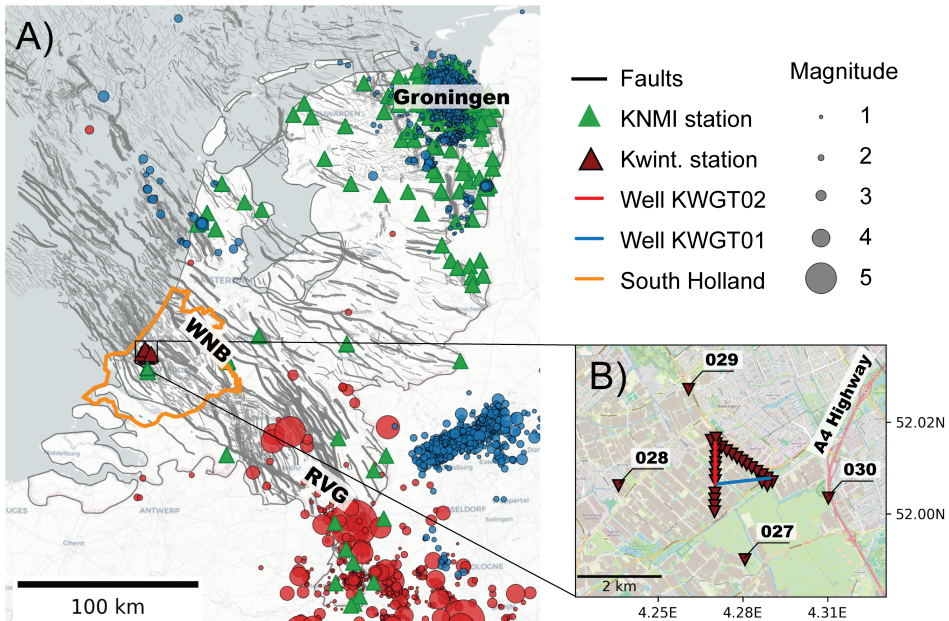 A)
Groningen
WNB
RVG
ANTWERP
Ghent
100 km
Faults
KNMI station
Kwint. station
Well KWGT02
Well KWGT01
South Holland
Magnitude
1
2
3
4
5
B)
029
028
030
027
A4 Highway
2 km
52.02N
52.00N
4.25E
4.28E
4.31E